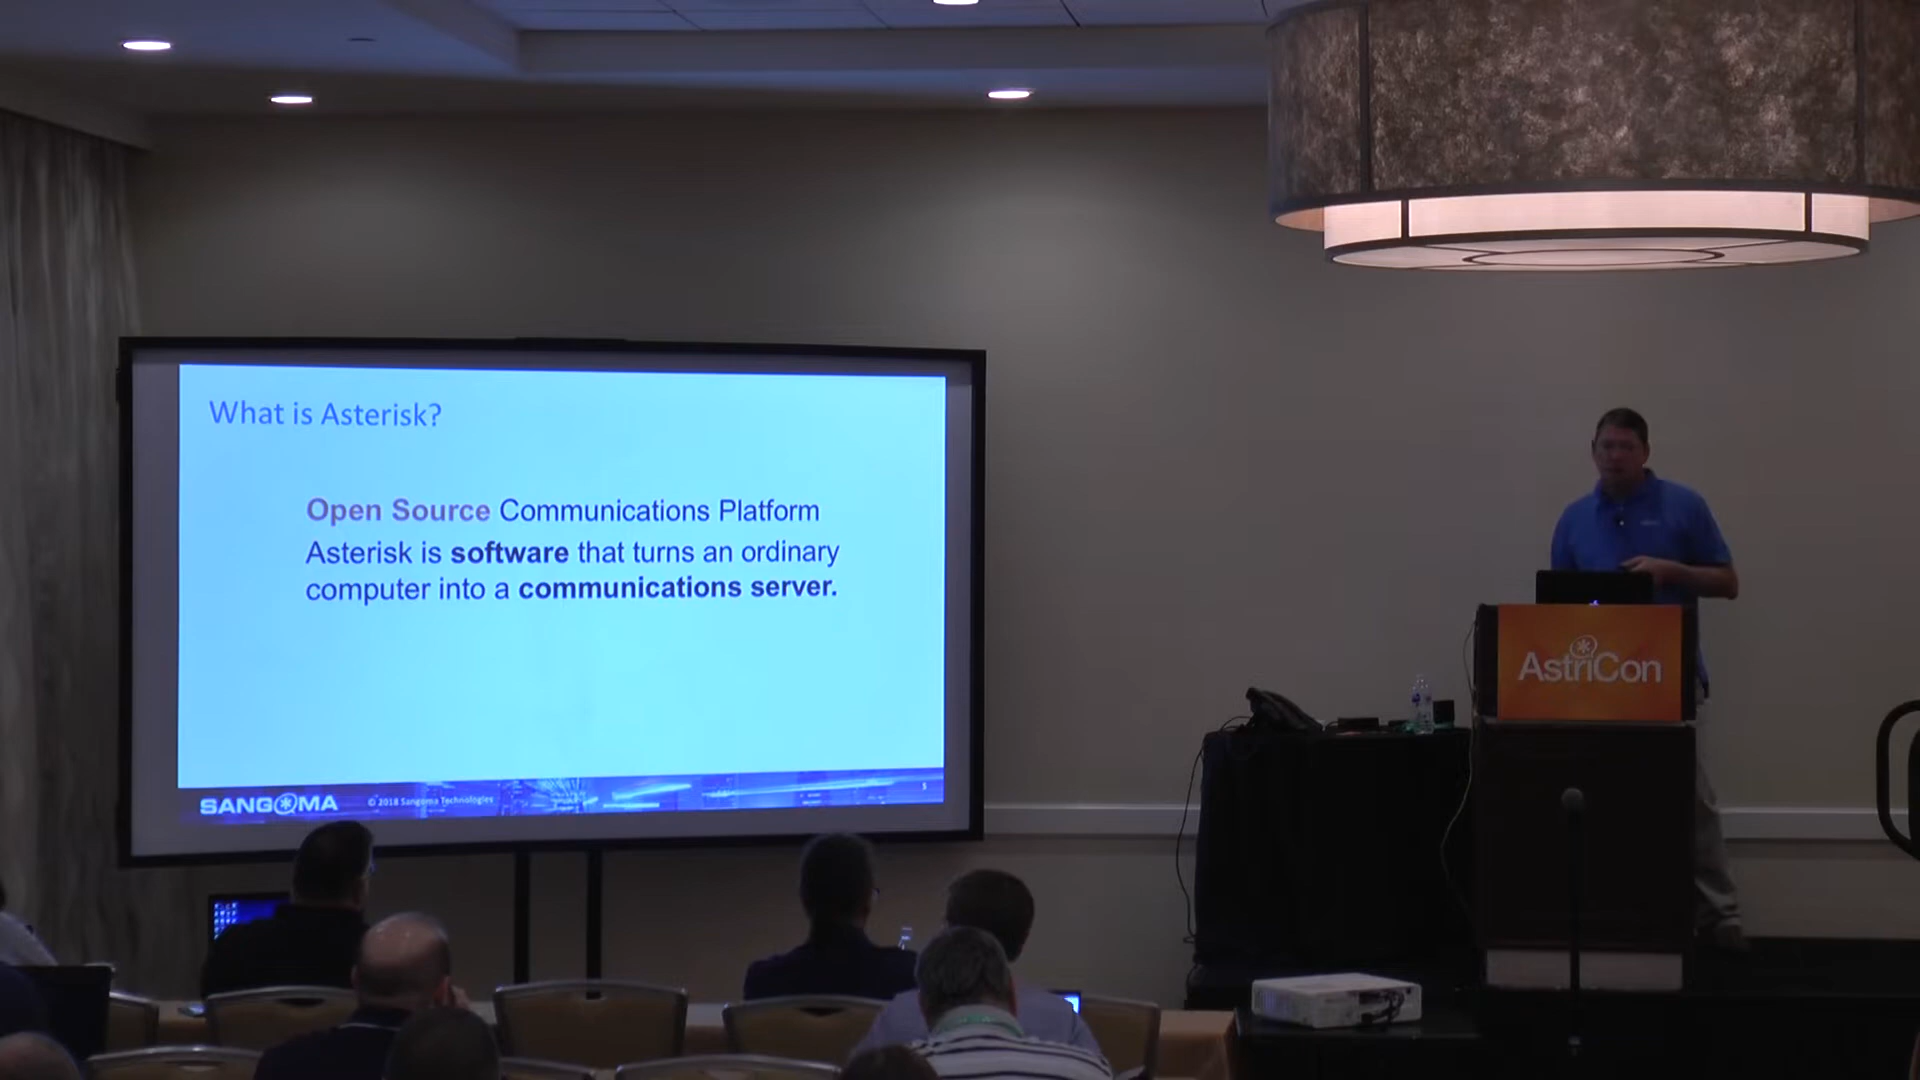 What is Asterisk?
Open Source Communications Platform
Asterisk is software that turns an ordinary
computer into a communications server.
SANGOMA
© 2018 Sangoma Technologies
5
AstriCon